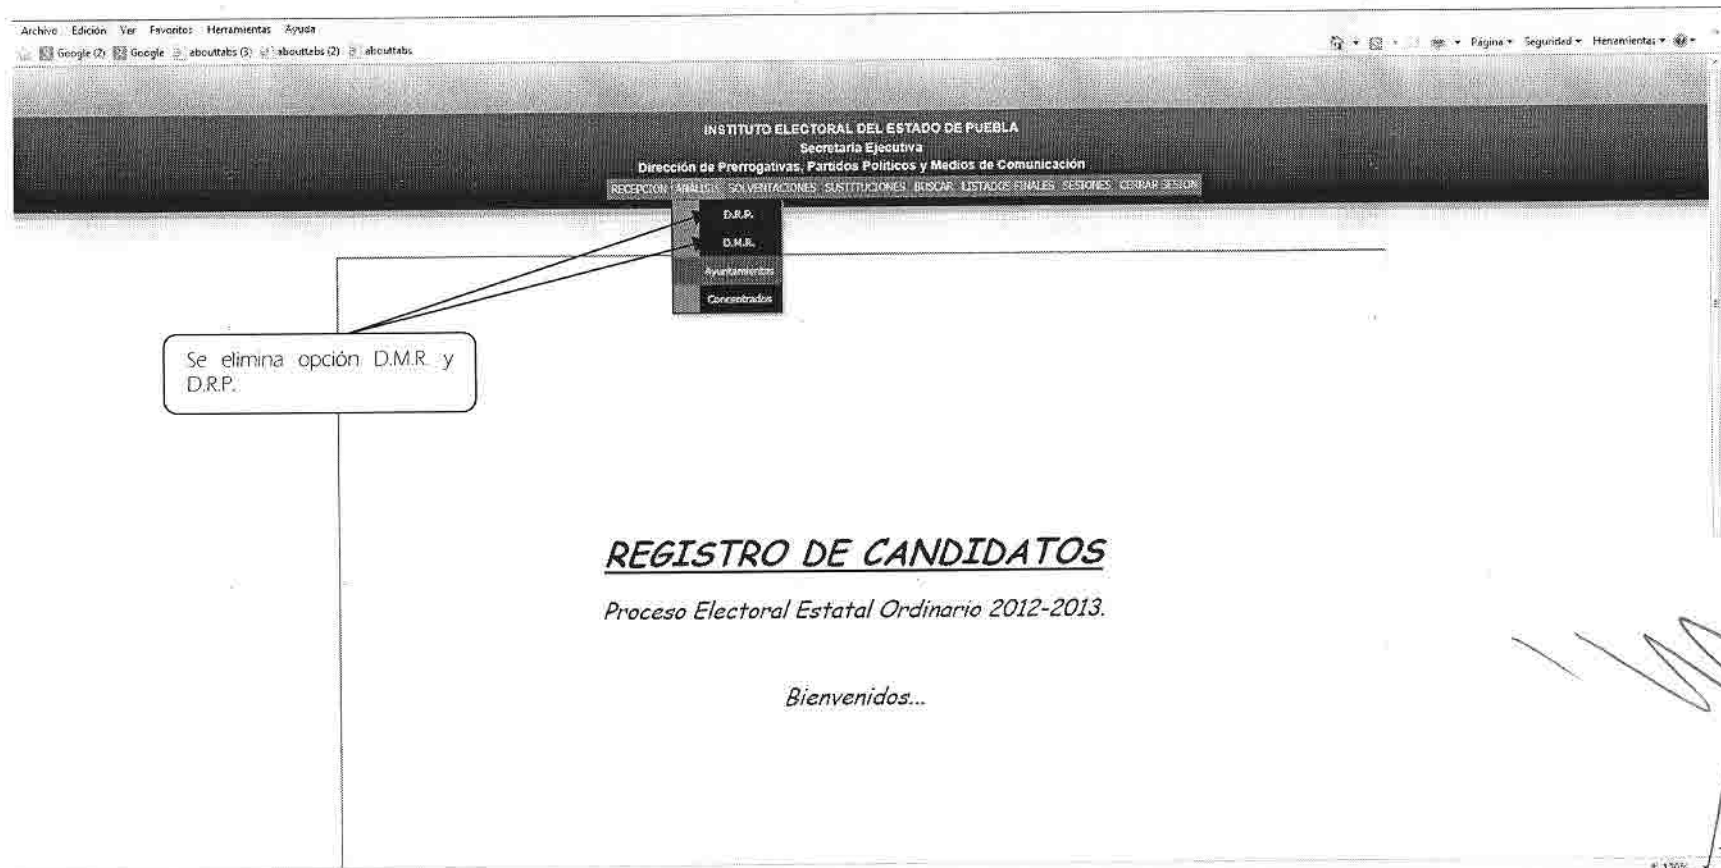 Archivo Edición Ver Favoritos Herramientas Ayuda
Google (2) Google abouttabs (3) abouttabs (2) abouttabs
Página Seguridad Herramientas
INSTITUTO ELECTORAL DEL ESTADO DE PUEBLA
Secretaría Ejecutiva
Dirección de Prerrogativas, Partidos Políticos y Medios de Comunicación
RECEPCION ANALISIS SOLVENTACIONES SUSTITUCIONES BUSCAR LISTADOS FINALES SESIONES CERRAR SESION
D.R.P.
D.M.R.
Ayuntamientos
Concentrados
Se elimina opción D.M.R. y
D.R.P.
REGISTRO DE CANDIDATOS
Proceso Electoral Estatal Ordinario 2012-2013.
Bienvenidos...